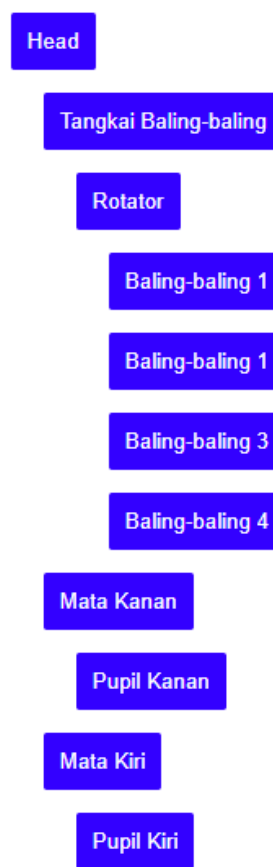 Head
Tangkai Baling-baling
Rotator
Baling-baling 1
Baling-baling 1
Baling-baling 3
Baling-baling 4
Mata Kanan
Pupil Kanan
Mata Kiri
Pupil Kiri